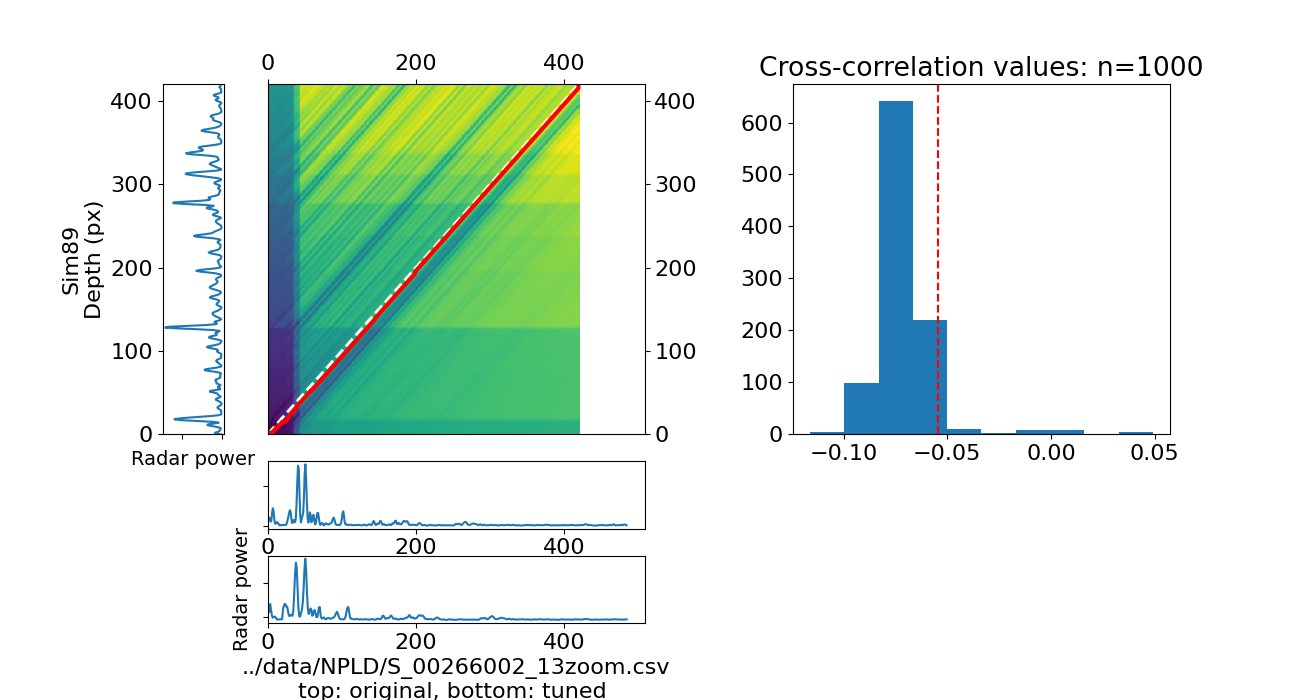 0 200 400
Cross-correlation values: n=1000
400
300
200
100
0
Sim89
Depth (px)
Radar power
400
300
200
100
0
600
500
400
300
200
100
0
−0.10 −0.05 0.00 0.05
0 200 400
Radar power
0 200 400
../data/NPLD/S_00266002_13zoom.csv
top: original, bottom: tuned